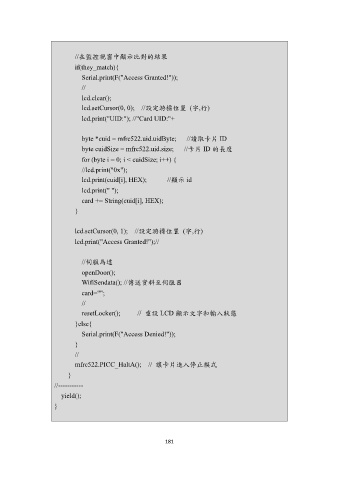 //在監控視窗中顯示比對的結果
if(they_match){
Serial.print(F("Access Granted!"));
//
lcd.clear();
lcd.setCursor(0, 0); //設定游標位置 (字,行)
lcd.print("UID:"); //"Card UID:"+
byte *cuid = mfrc522.uid.uidByte; //讀取卡片 ID
byte cuidSize = mfrc522.uid.size; //卡片 ID 的長度
for (byte i = 0; i < cuidSize; i++) {
//lcd.print("0x");
lcd.print(cuid[i], HEX); //顯示 id
lcd.print(" ");
card += String(cuid[i], HEX);
}
lcd.setCursor(0, 1); //設定游標位置 (字,行)
lcd.print("Access Granted!");//
//伺服馬達
openDoor();
WifiSendata(); //傳送資料至伺服器
card="";
//
resetLocker(); // 重設 LCD 顯示文字和輸入狀態
}else{
Serial.print(F("Access Denied!"));
}
//
mfrc522.PICC_HaltA(); // 讓卡片進入停止模式
}
//-----------
yield();
}
181